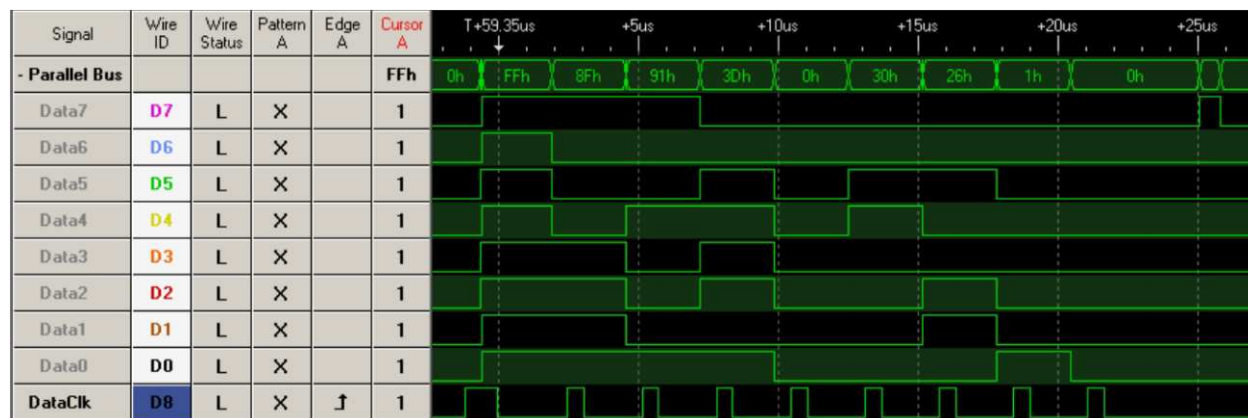 Signal Wire ID Wire Status Pattern A Edge A Cursor A T+59.35us +5us +10us +15us +20us +25us
- Parallel Bus FFh 0h FFh 8Fh 91h 3Dh 0h 30h 26h 1h 0h
Data7 D7 L X 1
Data6 D6 L X 1
Data5 D5 L X 1
Data4 D4 L X 1
Data3 D3 L X 1
Data2 D2 L X 1
Data1 D1 L X 1
Data0 D0 L X 1
DataClk D8 L X 1